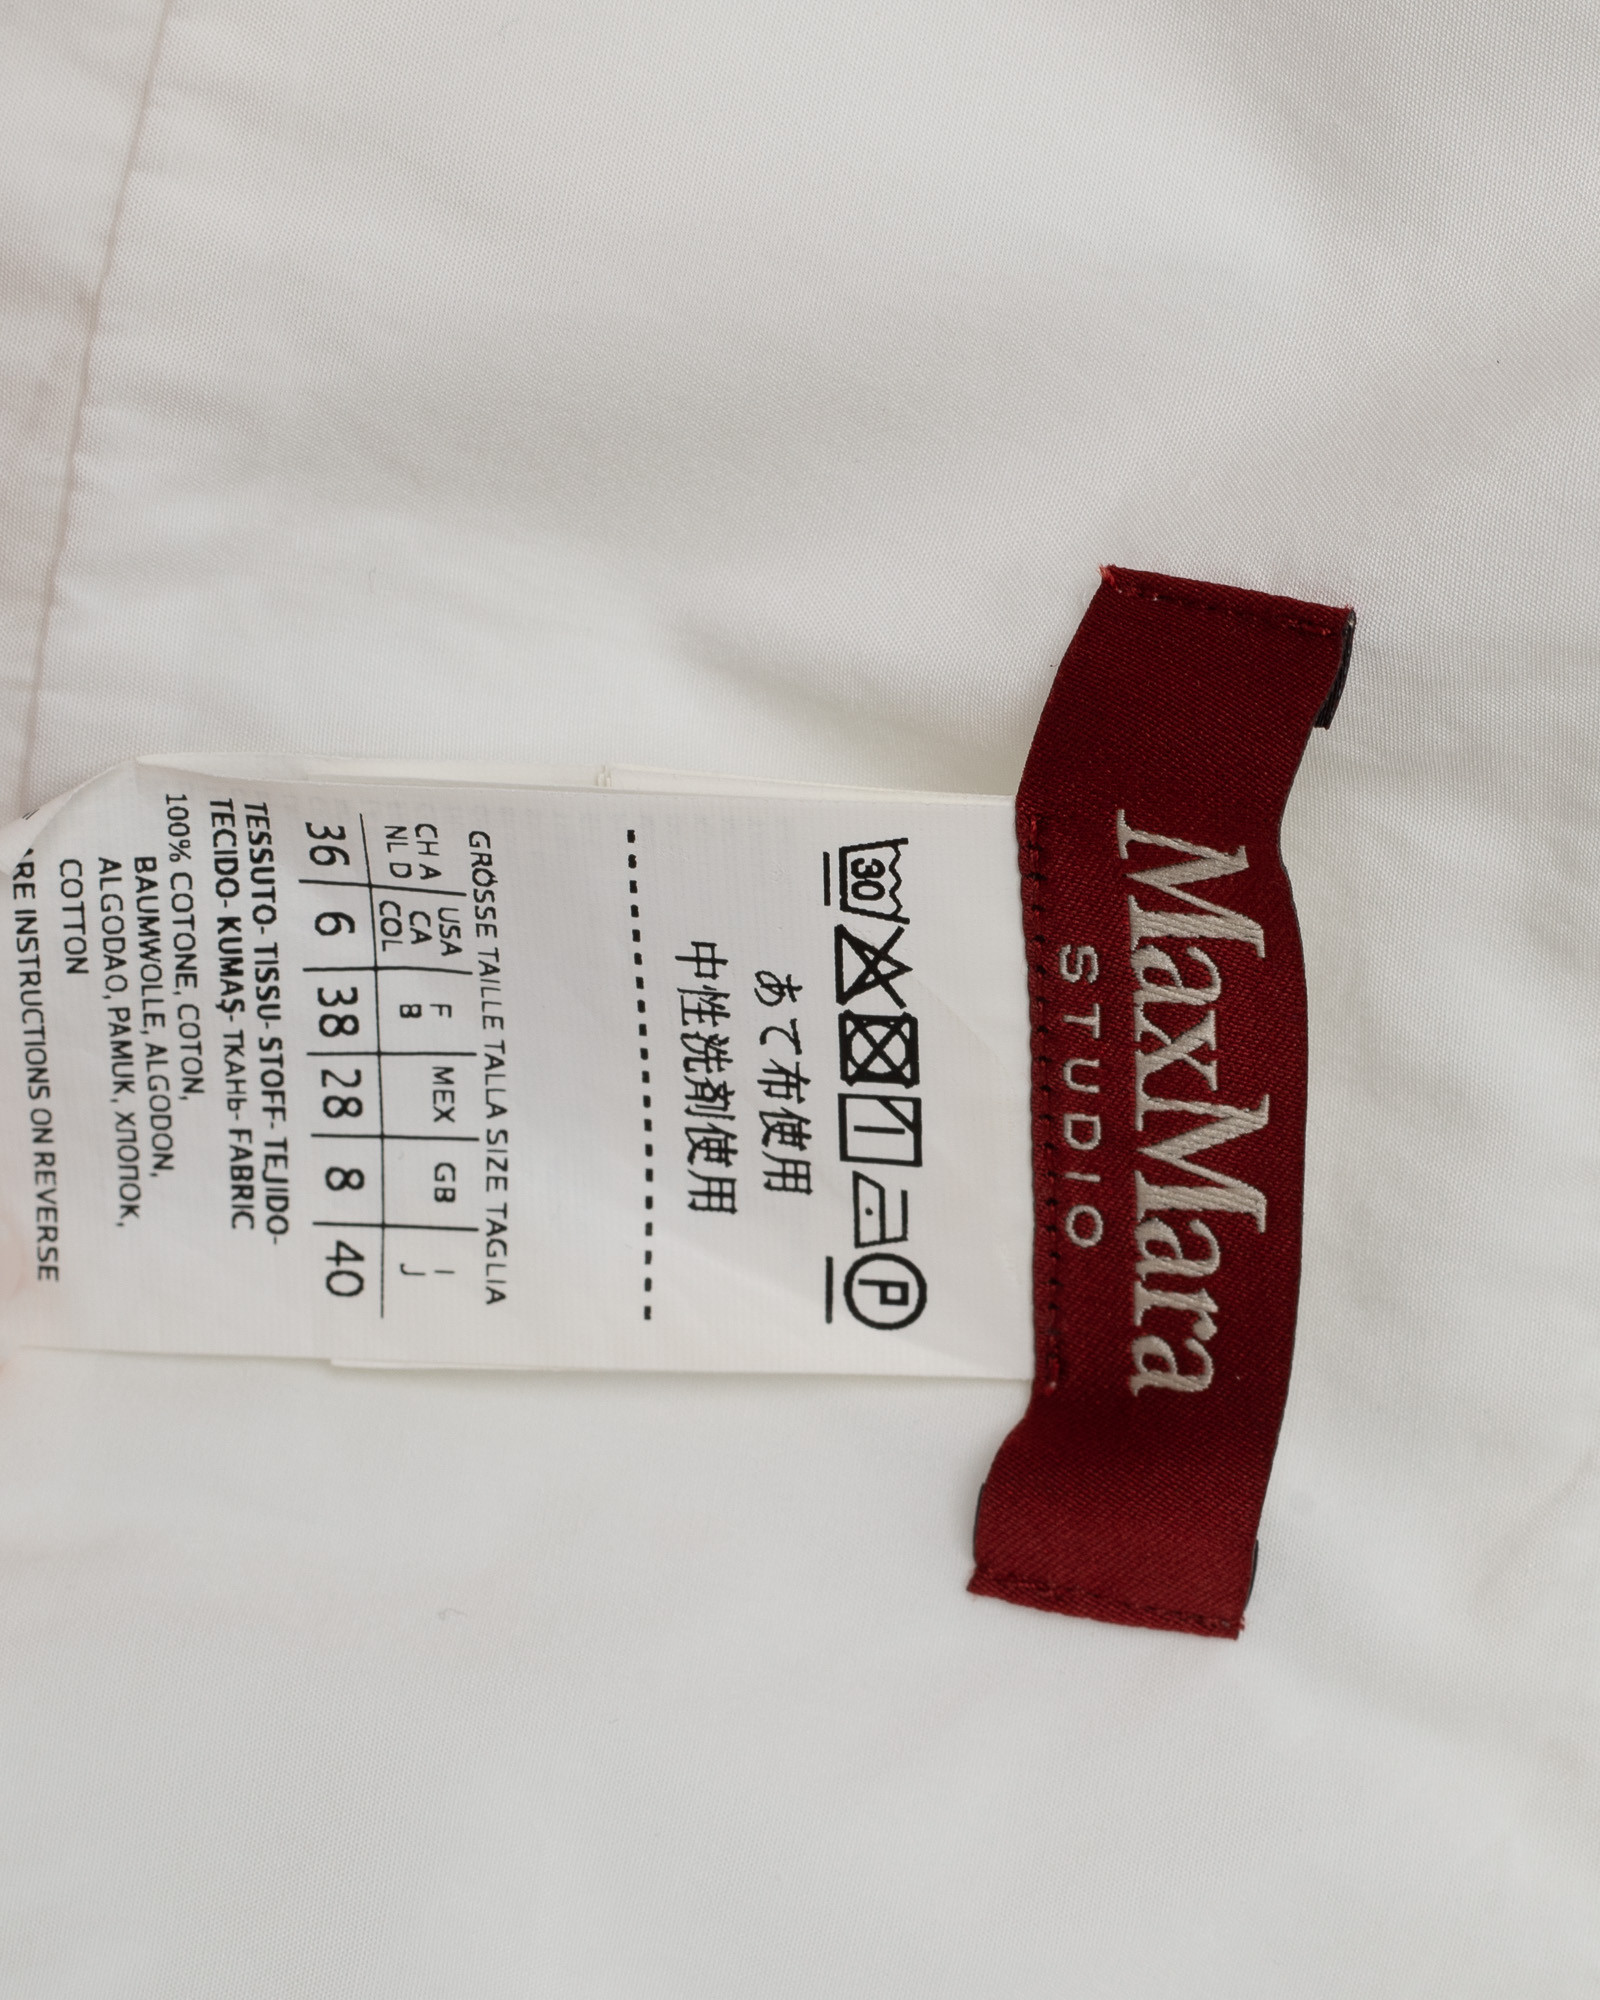 MaxMara
STUDIO
30 1 P
あて布使用
中性洗剤使用
GRÖSSE TAILLE TALLA SIZE TAGLIA
CH A USA F MEX GB I
NL D CA B J
COL
36 6 38 28 8 40
TESSUTO- TISSU- STOFF- TEJIDO-
TECIDO- KUMAŞ- ТКАНЬ- FABRIC
100% COTONE, COTON,
BAUMWOLLE, ALGODON,
ALGODAO, PAMUK, ХЛОПОК,
COTTON
INSTRUCTIONS ON REVERSE